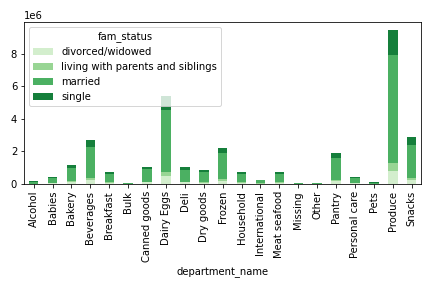 1e6
8
6
4
2
0
fam_status
divorced/widowed
living with parents and siblings
married
single
Alcohol
Babies
Bakery
Beverages
Breakfast
Bulk
Canned goods
Dairy Eggs
Deli
Dry goods
Frozen
Household
International
Meat seafood
Missing
Other
Pantry
Personal care
Pets
Produce
Snacks
department_name